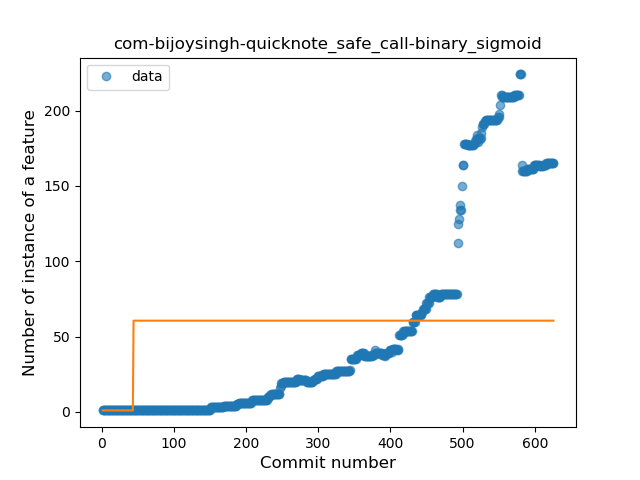 com-bijoysingh-quicknote_safe_call-binary_sigmoid
data
Number of instance of a feature
200
150
100
50
0
0 100 200 300 400 500 600
Commit number